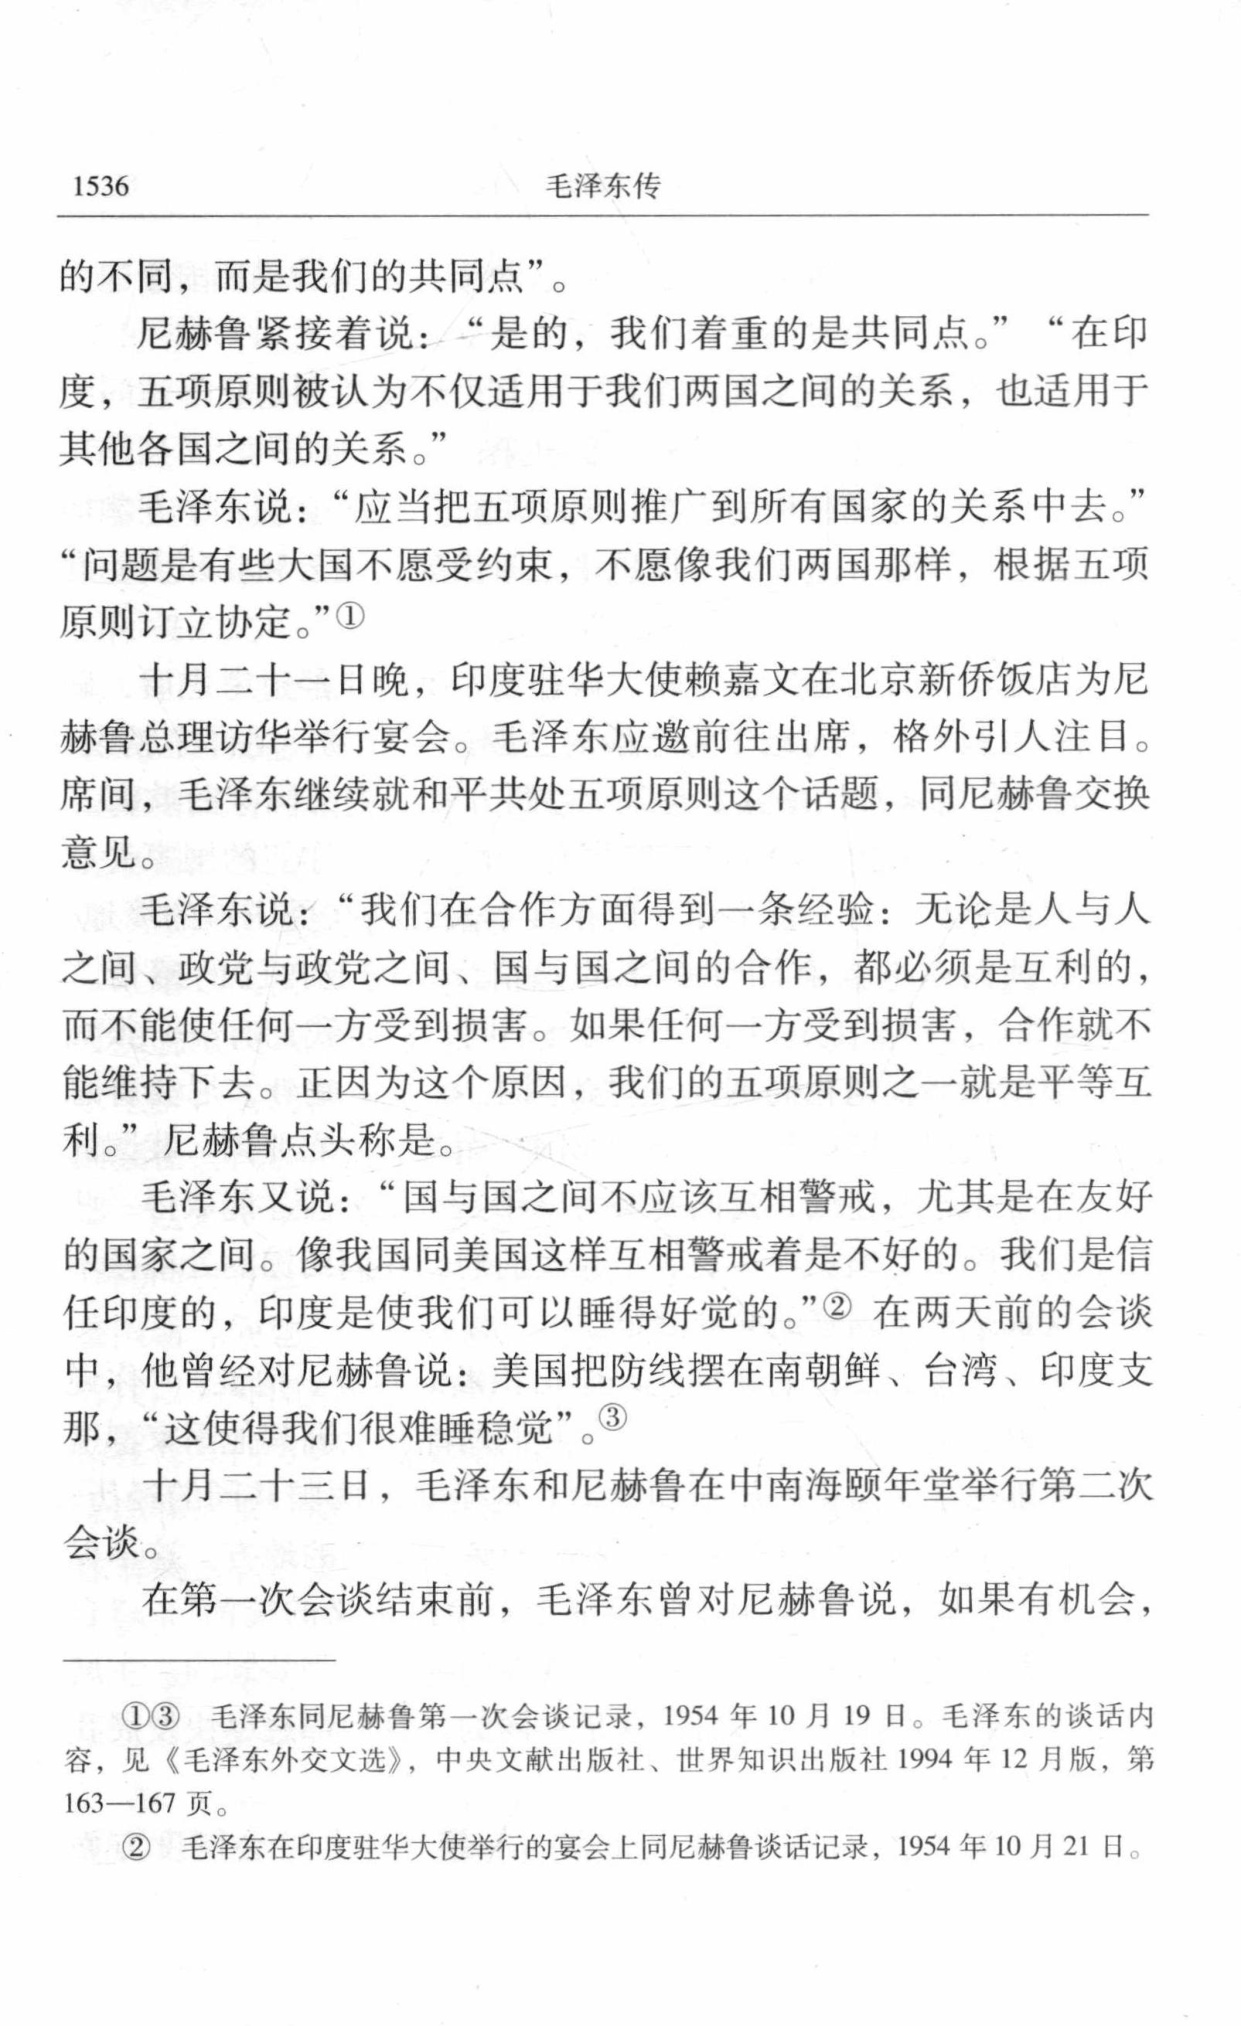 1536
毛泽东传
的不同，而是我们的共同点”。
尼赫鲁紧接着说：“是的，我们着重的是共同点。”“在印
度，五项原则被认为不仅适用于我们两国之间的关系，也适用于
其他各国之间的关系。”
毛泽东说：“应当把五项原则推广到所有国家的关系中去。”
“问题是有些大国不愿受约束，不愿像我们两国那样，根据五项
原则订立协定。”①
十月二十一日晚，印度驻华大使赖嘉文在北京新侨饭店为尼
赫鲁总理访华举行宴会。毛泽东应邀前往出席，格外引人注目。
席间，毛泽东继续就和平共处五项原则这个话题，同尼赫鲁交换
意见。
毛泽东说：“我们在合作方面得到一条经验：无论是人与人
之间、政党与政党之间、国与国之间的合作，都必须是互利的，
而不能使任何一方受到损害。如果任何一方受到损害，合作就不
能维持下去。正因为这个原因，我们的五项原则之一就是平等互
利。”尼赫鲁点头称是。
毛泽东又说：“国与国之间不应该互相警戒，尤其是在友好
的国家之间。像我国同美国这样互相警戒着是不好的。我们是信
任印度的，印度是使我们可以睡得好觉的。”②在两天前的会谈
中，他曾经对尼赫鲁说：美国把防线摆在南朝鲜、台湾、印度支
那，“这使得我们很难睡稳觉”。③
十月二十三日，毛泽东和尼赫鲁在中南海颐年堂举行第二次
会谈。
在第一次会谈结束前，毛泽东曾对尼赫鲁说，如果有机会，
①③ 毛泽东同尼赫鲁第一次会谈记录，1954年10月19日。毛泽东的谈话内
容，见《毛泽东外交文选》，中央文献出版社、世界知识出版社1994年12月版，第
163—167页。
② 毛泽东在印度驻华大使举行的宴会上同尼赫鲁谈话记录，1954年10月21日。